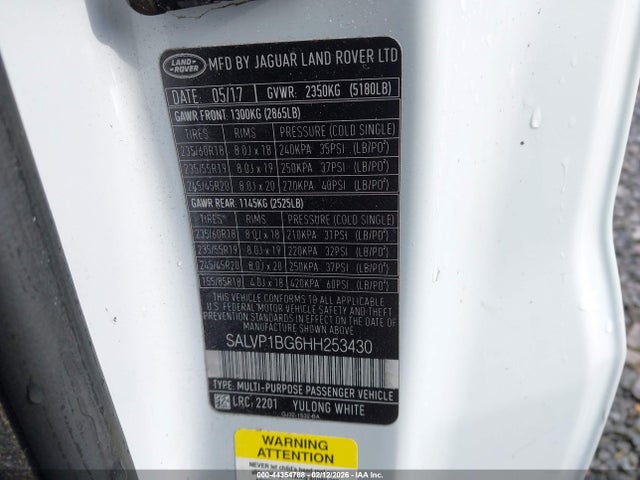 LAND-
ROVER
MFD BY JAGUAR LAND ROVER LTD
DATE: 05/17 GVWR: 2350KG (5180LB)
GAWR FRONT: 1300KG (2865LB)
TIRES RIMS PRESSURE (COLD SINGLE)
235/60R18 8.0J x 18 240KPA 35PSI (LB/PO²)
235/55R19 8.0J x 19 250KPA 37PSI (LB/PO²)
245/45R20 8.0J x 20 270KPA 40PSI (LB/PO²)
GAWR REAR: 1145KG (2525LB)
TIRES RIMS PRESSURE (COLD SINGLE)
235/60R18 8.0J x 18 210KPA 31PSI (LB/PO²)
235/55R19 8.0J x 19 220KPA 32PSI (LB/PO²)
245/45R20 8.0J x 20 250KPA 37PSI (LB/PO²)
155/85R18 4.0J x 18 420KPA 60PSI (LB/PO²)
THIS VEHICLE CONFORMS TO ALL APPLICABLE
U.S. FEDERAL MOTOR VEHICLE SAFETY AND THEFT
PREVENTION STANDARDS IN EFFECT ON THE DATE OF
MANUFACTURE SHOWN ABOVE.
SALVP1BG6HH253430
TYPE: MULTI-PURPOSE PASSENGER VEHICLE
LRC: 2201 YULONG WHITE
WARNING
ATTENTION
44354788 - 02/12/2026 - IAA Inc.